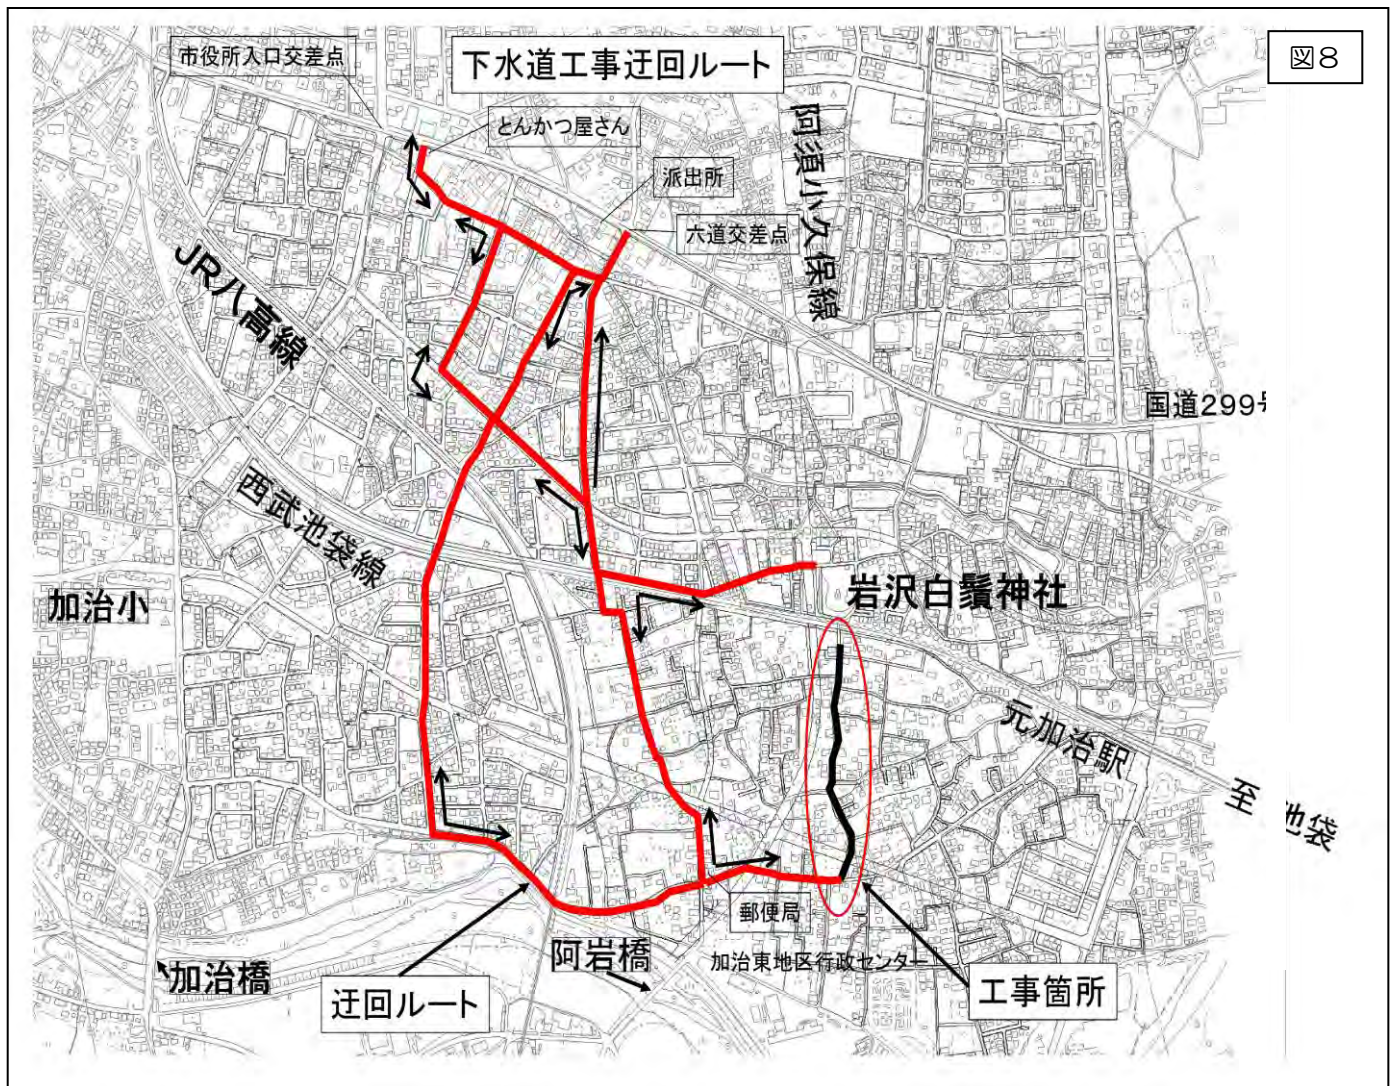 図8
下水道工事迂回ルート
市役所入口交差点
とんかつ屋さん
派出所
六道交差点
阿須小久保線
JR八高線
国道299号
西武池袋線
加治小
岩沢白鬚神社
元加治駅
至 池袋
郵便局
阿岩橋
加治東地区行政センター
加治橋
迂回ルート
工事箇所